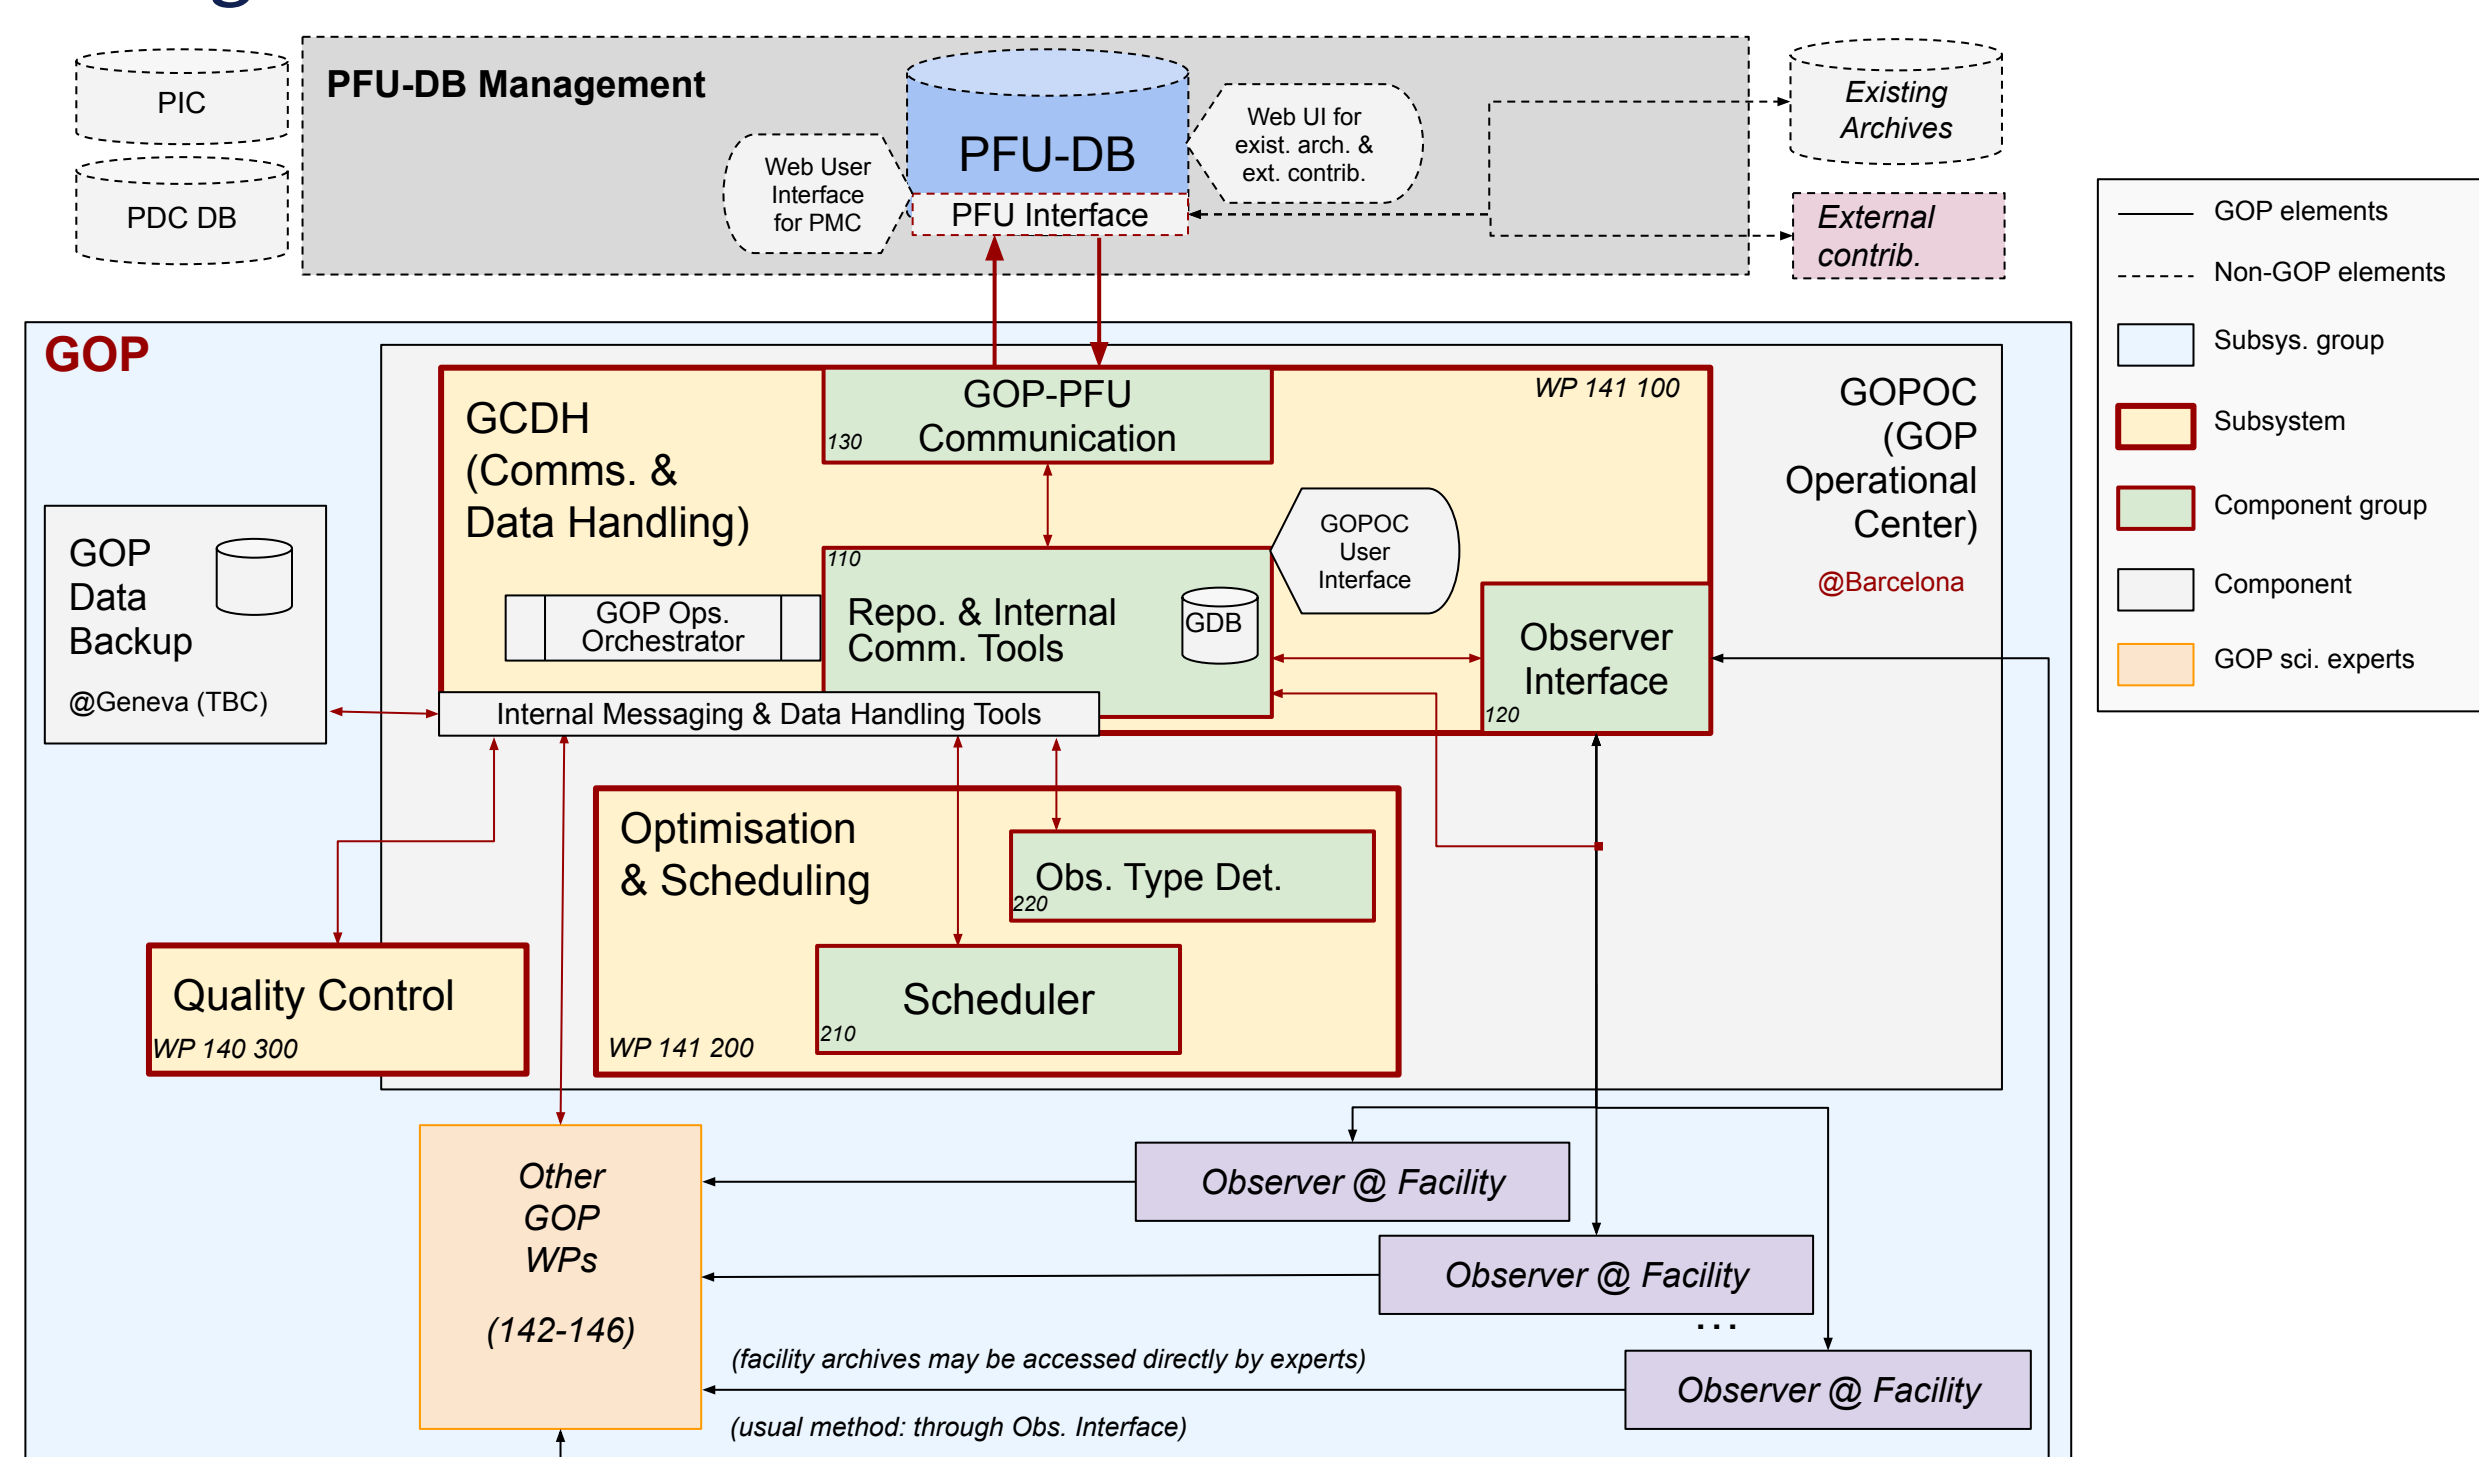 PIC
PDC DB
PFU-DB Management
PFU-DB
PFU Interface
Web User
Interface
for PMC
Web UI for
exist. arch. &
ext. contrib.
Existing
Archives
External
contrib.
GOP elements
Non-GOP elements
Subsys. group
Subsystem
Component group
Component
GOP sci. experts
GOP
GCDH
(Comms. &
Data Handling)
GOP-PFU
Communication
130
WP 141 100
GOPOC
(GOP
Operational
Center)
@Barcelona
GOP
Data
Backup
@Geneva (TBC)
GOPOC
User
Interface
110
Repo. & Internal
Comm. Tools
GDB
GOP Ops.
Orchestrator
Observer
Interface
120
Internal Messaging & Data Handling Tools
Optimisation
& Scheduling
Obs. Type Det.
220
Scheduler
210
WP 141 200
Quality Control
WP 140 300
Other
GOP
WPs
(142-146)
Observer @ Facility
Observer @ Facility
...
Observer @ Facility
(facility archives may be accessed directly by experts)
(usual method: through Obs. Interface)